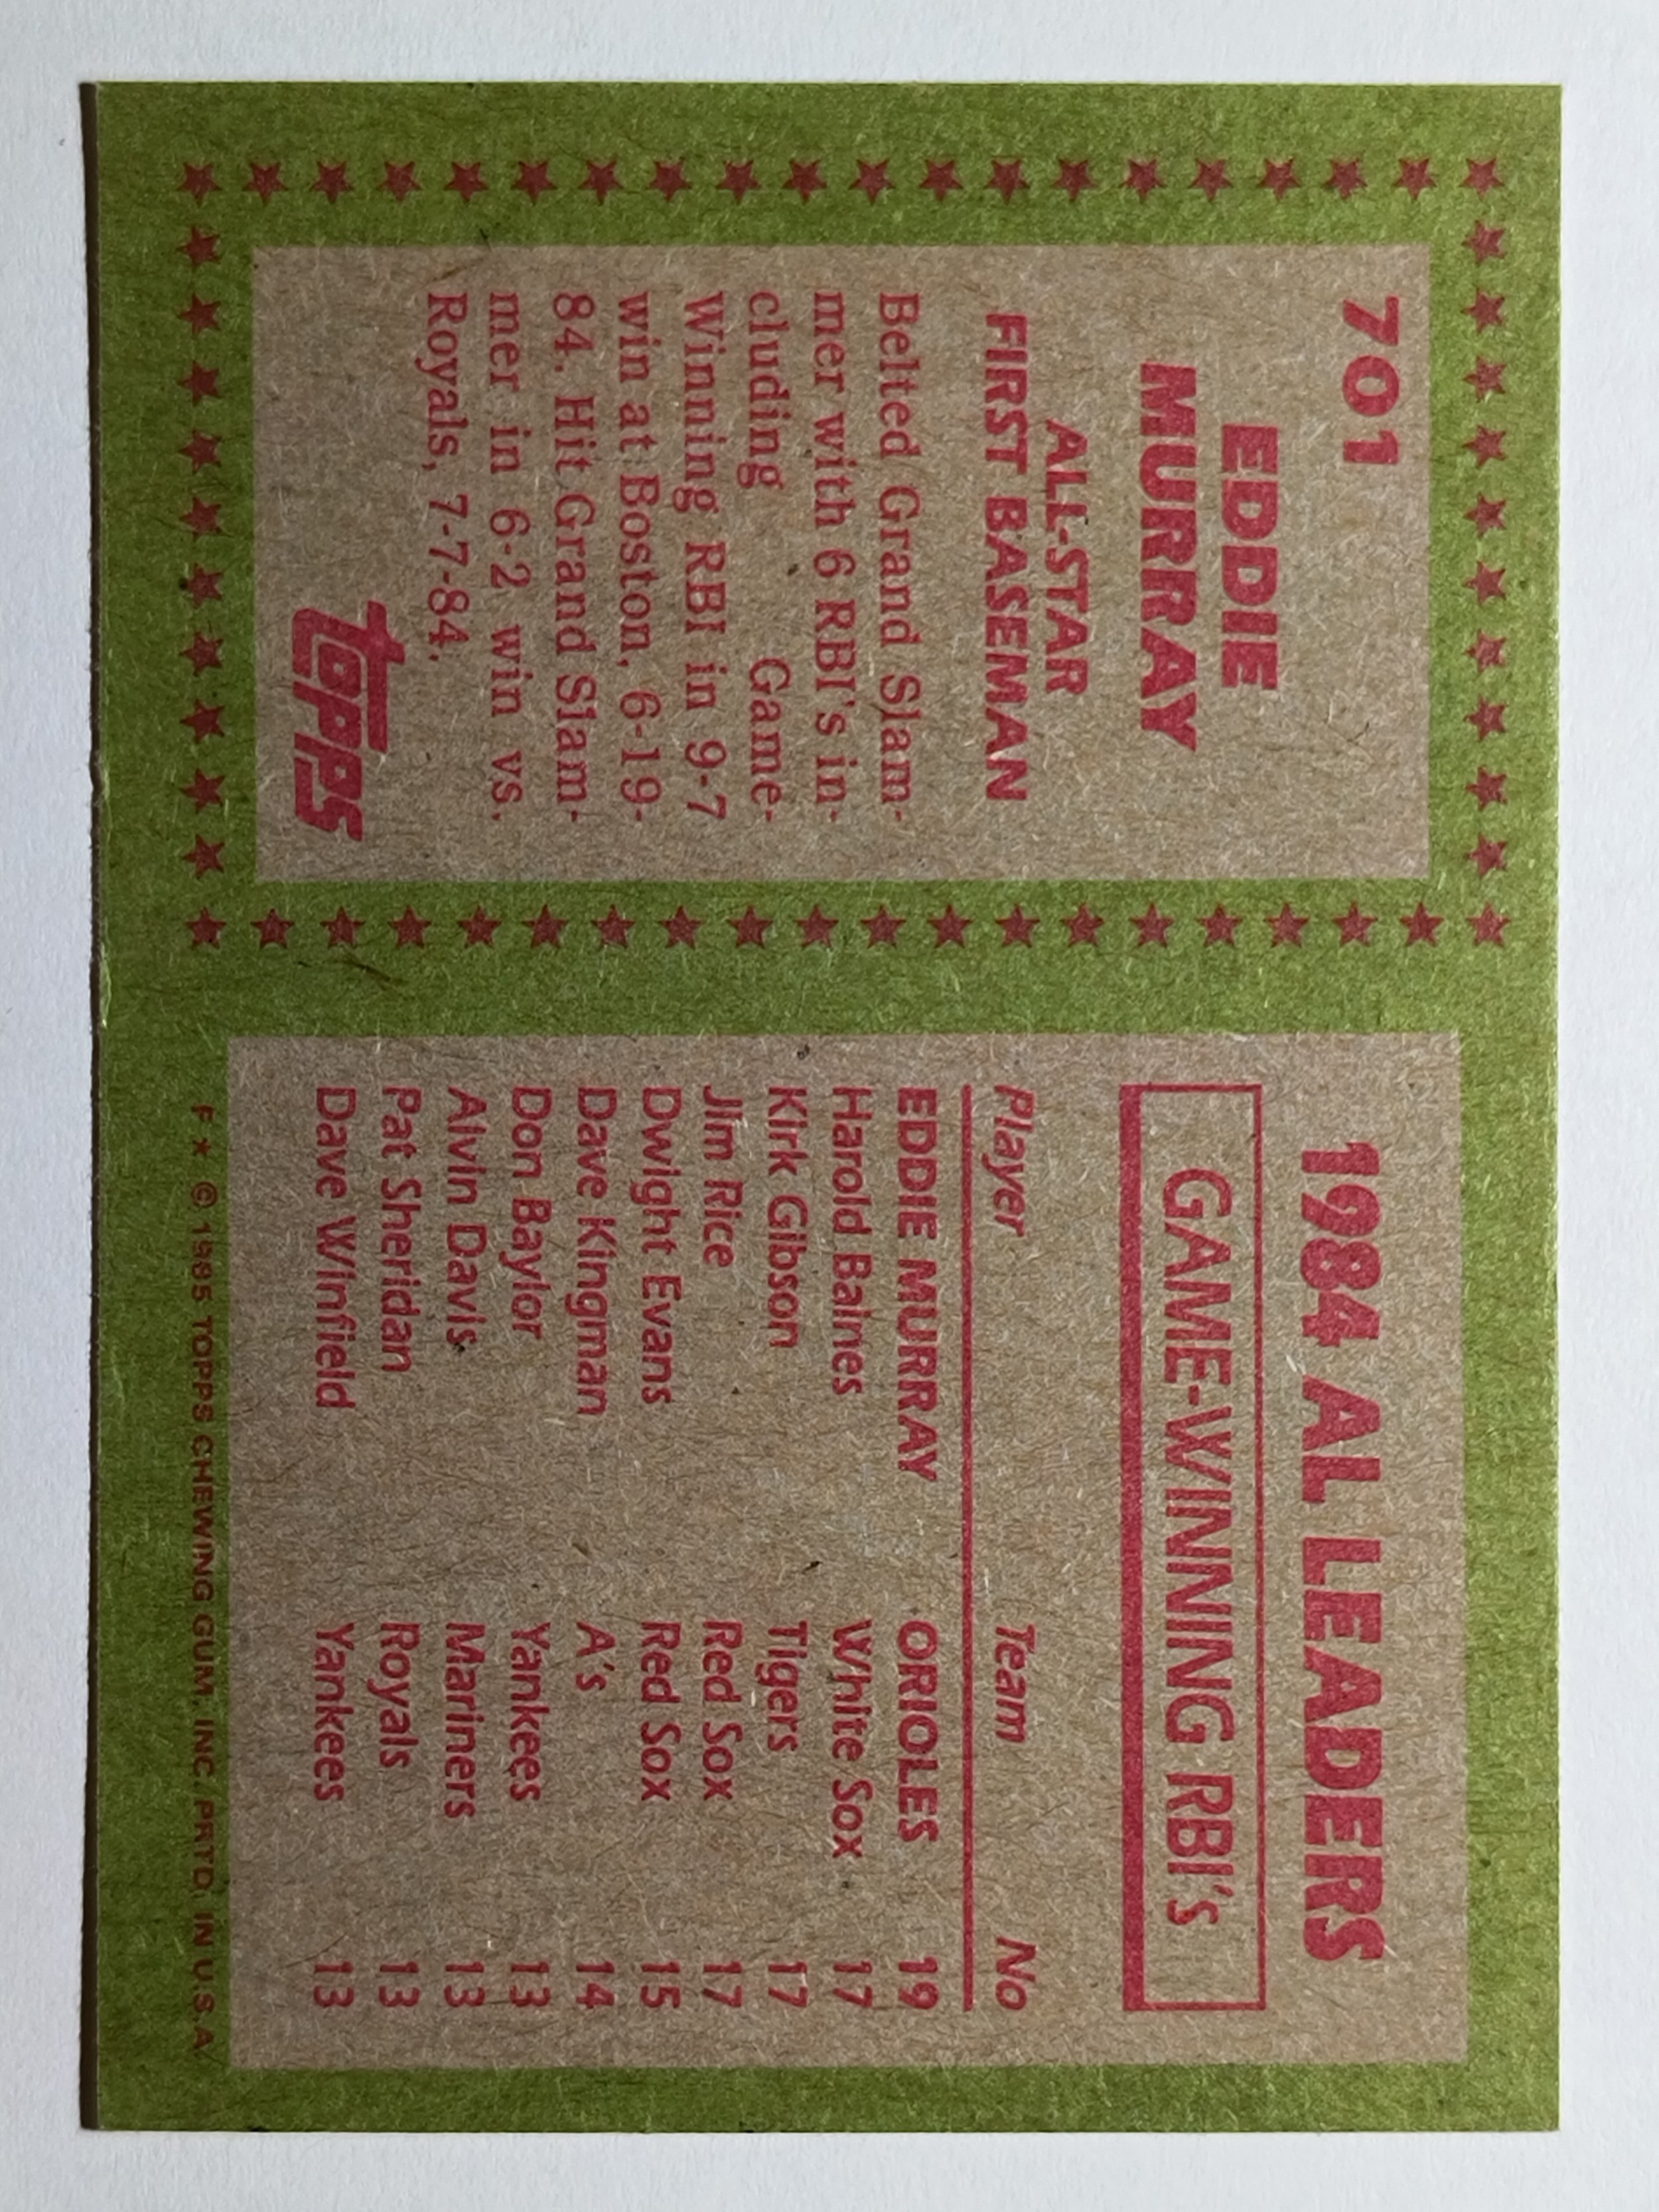 701
EDDIE
MURRAY
ALL-STAR
FIRST BASEMAN
Belted Grand Slam-
mer with 6 RBI's in-
cluding Game-
Winning RBI in 9-7
win at Boston, 6-19-
84. Hit Grand Slam-
mer in 6-2 win vs.
Royals, 7-7-84.
topps
1984 AL LEADERS
GAME-WINNING RBI'S
Player Team No
EDDIE MURRAY ORIOLES 19
Harold Baines White Sox 17
Kirk Gibson Tigers 17
Jim Rice Red Sox 17
Dwight Evans Red Sox 15
Dave Kingman A's 14
Don Baylor Yankees 13
Alvin Davis Mariners 13
Pat Sheridan Royals 13
Dave Winfield Yankees 13
F ★ © 1985 TOPPS CHEWING GUM, INC. PRTD. IN U.S.A.